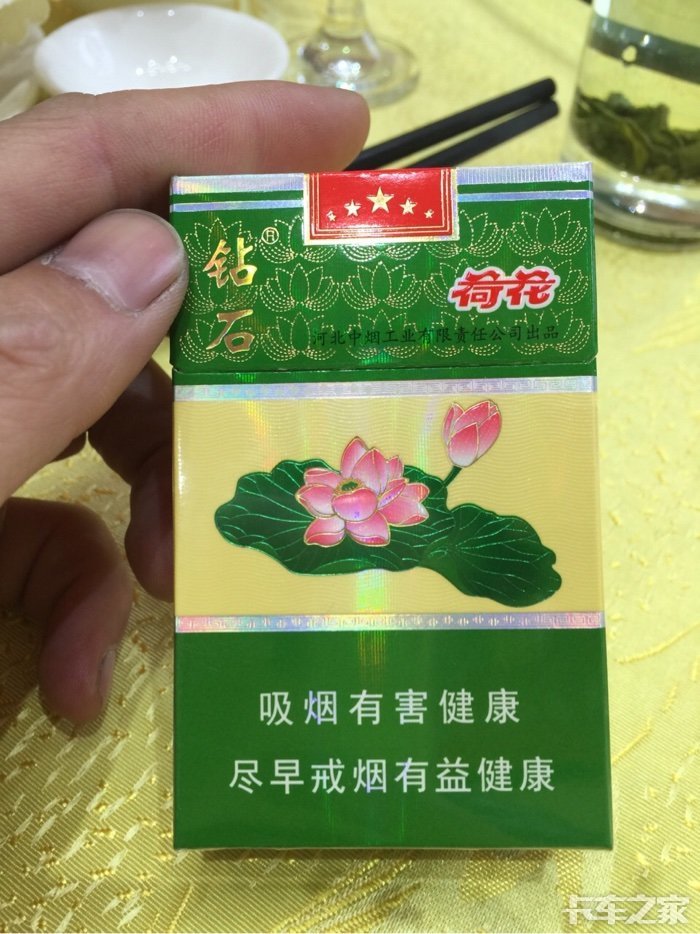 钻石®
荷花
河北中烟工业有限责任公司出品
吸烟有害健康
尽早戒烟有益健康
卡车之家